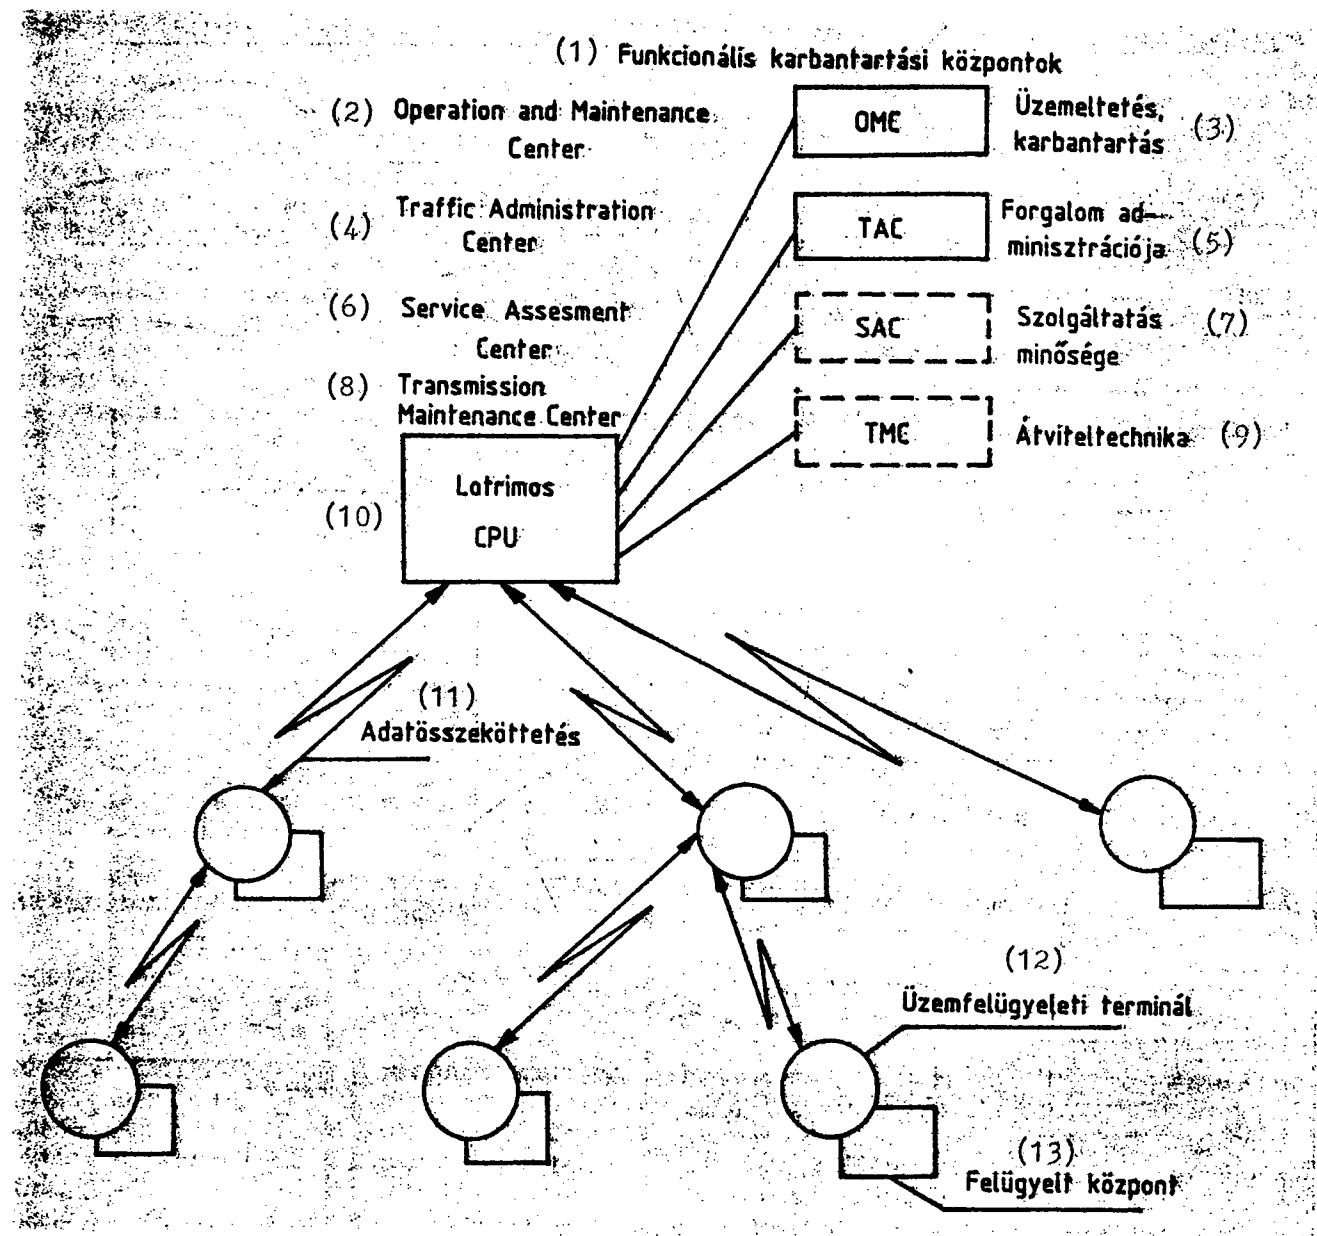 (1) Funkcionális karbantartási központok
(2) Operation and Maintenance
Center
OMC
Üzemeltetés,
karbantartás (3)
(4) Traffic Administration
Center
TAC
Forgalom ad-
minisztrációja (5)
(6) Service Assesment
Center
SAC
Szolgáltatás (7)
minősége
(8) Transmission
Maintenance Center
TMC
Átviteltechnika (9)
(10) Latrimos
CPU
(11)
Adatösszeköttetés
(12)
Üzemfelügyeleti terminál
(13)
Felügyelt központ